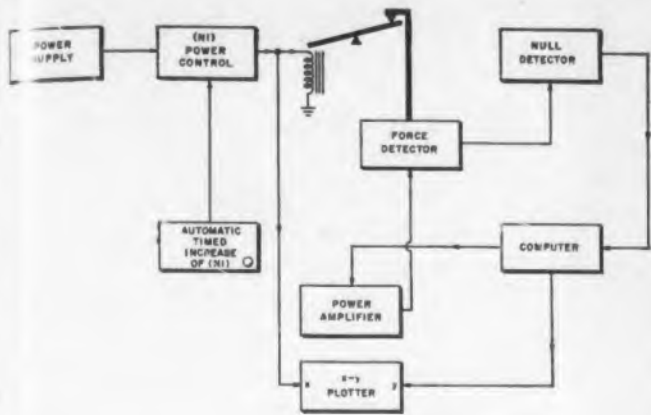 POWER
SUPPLY
(NI)
POWER
CONTROL
NULL
DETECTOR
FORCE
DETECTOR
AUTOMATIC
TIMED
INCREASE
OF (NI)
COMPUTER
POWER
AMPLIFIER
x x-y y
PLOTTER